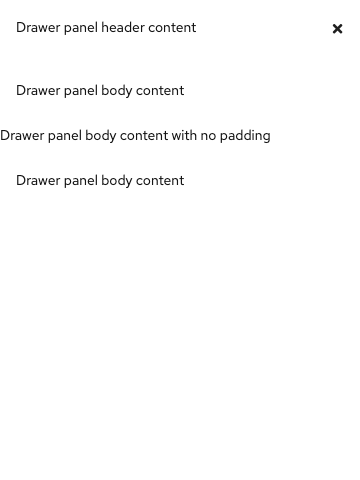 Drawer panel header content
Drawer panel body content
Drawer panel body content with no padding
Drawer panel body content